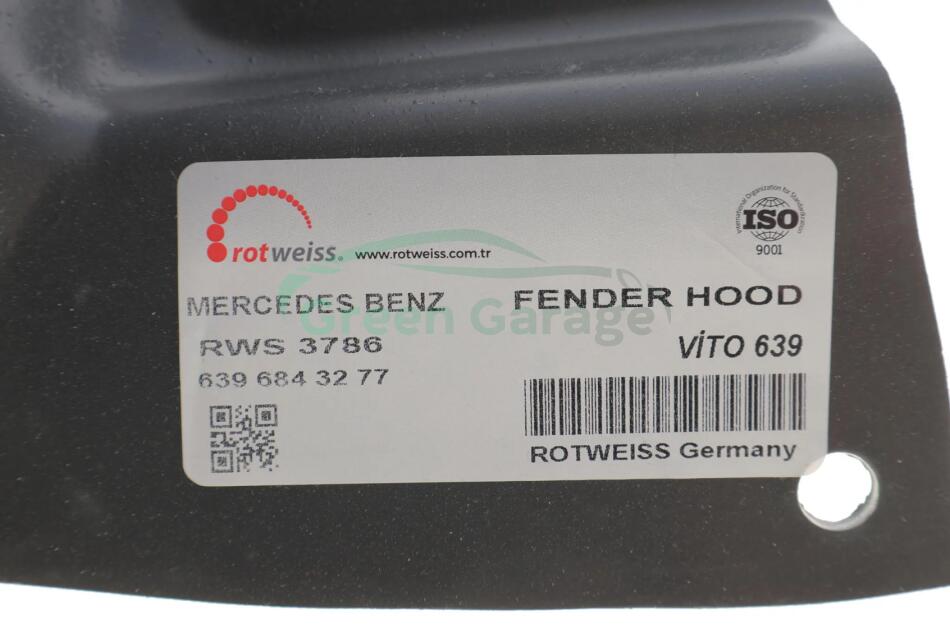 rotweiss. www.rotweiss.com.tr
International Organization for Standardization
ISO
9001
MERCEDES BENZ
FENDER HOOD
Green Garage
RWS 3786
VİTO 639
639 684 32 77
ROTWEISS Germany